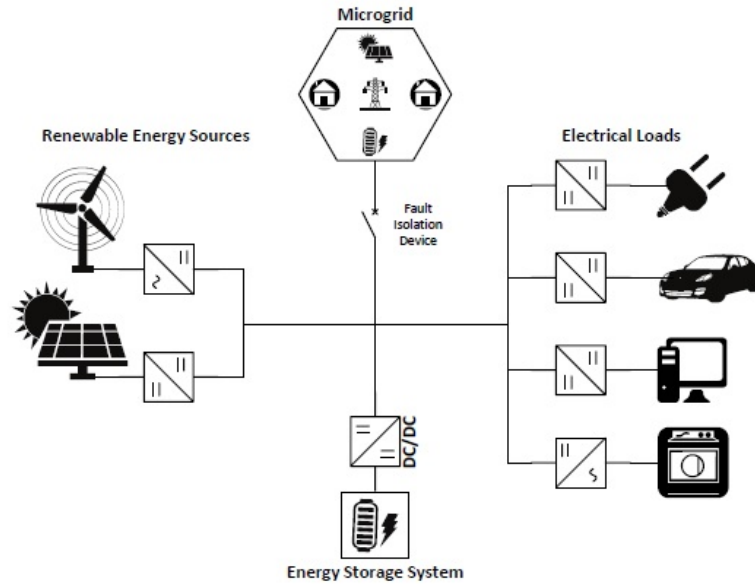 Microgrid
Renewable Energy Sources
Electrical Loads
Fault
Isolation
Device
DC/DC
Energy Storage System